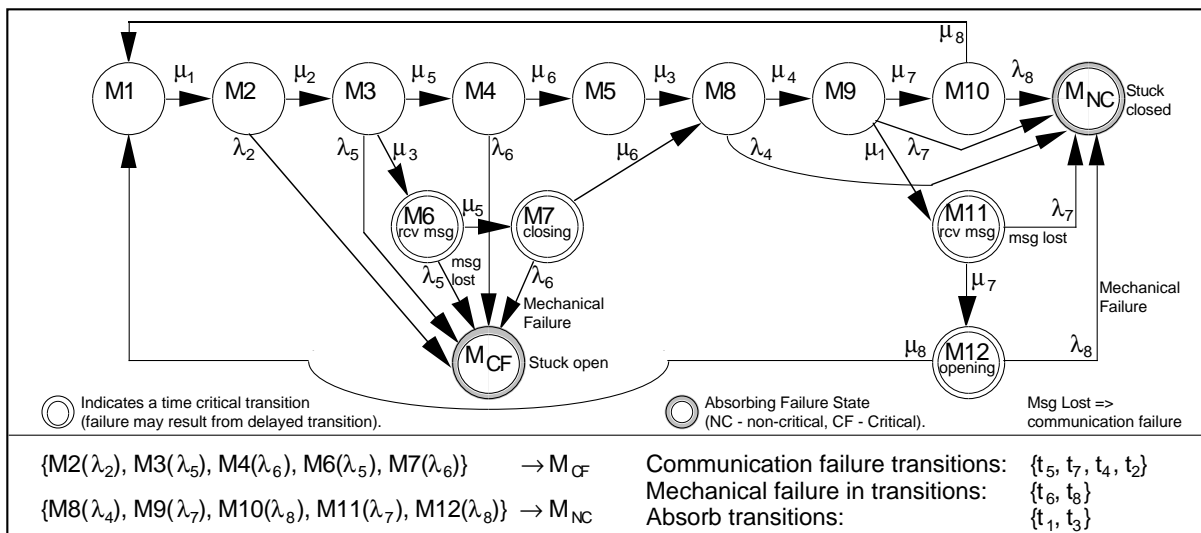 μ8
M1
μ1
M2
μ2
M3
μ5
M4
μ6
M5
μ3
M8
μ4
M9
μ7
M10
λ8
MNC
Stuck closed
λ2
λ5
μ3
λ6
μ6
λ4
μ1
λ7
M6
rcv msg
μ5
M7
closing
M11
rcv msg
λ7
msg lost
λ5
msg lost
λ6
μ7
Mechanical Failure
Mechanical Failure
MCF
Stuck open
μ8
M12
opening
λ8
Indicates a time critical transition
(failure may result from delayed transition).
Absorbing Failure State
(NC - non-critical, CF - Critical).
Msg Lost =>
communication failure
{M2(λ2), M3(λ5), M4(λ6), M6(λ5), M7(λ6)} → MCF
{M8(λ4), M9(λ7), M10(λ8), M11(λ7), M12(λ8)} → MNC
Communication failure transitions: {t5, t7, t4, t2}
Mechanical failure in transitions: {t6, t8}
Absorb transitions: {t1, t3}